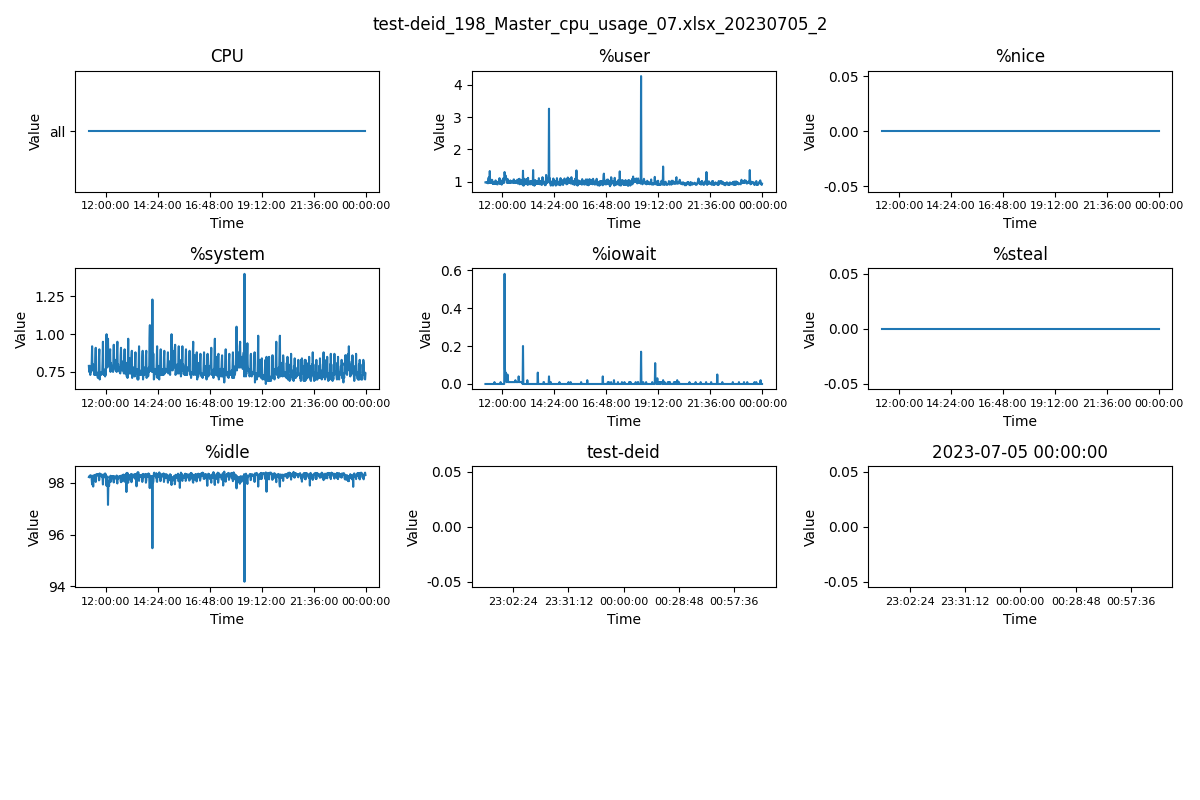 test-deid_198_Master_cpu_usage_07.xlsx_20230705_2
CPU
Value
all
12:00:00 14:24:00 16:48:00 19:12:00 21:36:00 00:00:00
Time
%user
Value
4
3
2
1
12:00:00 14:24:00 16:48:00 19:12:00 21:36:00 00:00:00
Time
%nice
Value
0.05
0.00
-0.05
12:00:00 14:24:00 16:48:00 19:12:00 21:36:00 00:00:00
Time
%system
Value
1.25
1.00
0.75
12:00:00 14:24:00 16:48:00 19:12:00 21:36:00 00:00:00
Time
%iowait
Value
0.6
0.4
0.2
0.0
12:00:00 14:24:00 16:48:00 19:12:00 21:36:00 00:00:00
Time
%steal
Value
0.05
0.00
-0.05
12:00:00 14:24:00 16:48:00 19:12:00 21:36:00 00:00:00
Time
%idle
Value
98
96
94
12:00:00 14:24:00 16:48:00 19:12:00 21:36:00 00:00:00
Time
test-deid
Value
0.05
0.00
-0.05
23:02:24 23:31:12 00:00:00 00:28:48 00:57:36
Time
2023-07-05 00:00:00
Value
0.05
0.00
-0.05
23:02:24 23:31:12 00:00:00 00:28:48 00:57:36
Time